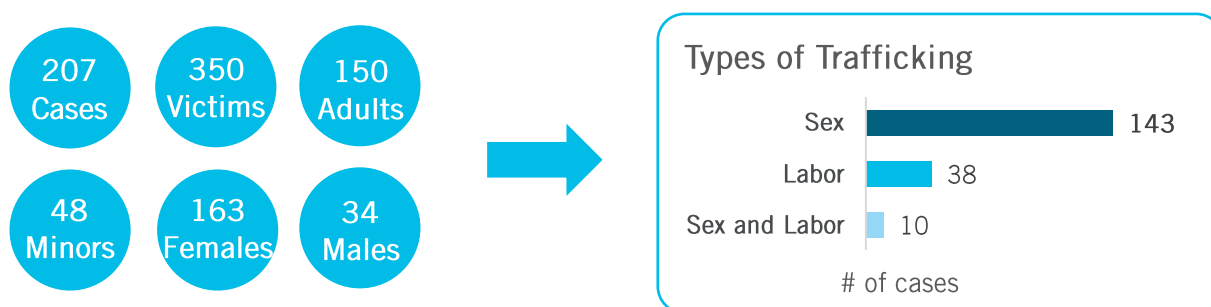 207
Cases
350
Victims
150
Adults
48
Minors
163
Females
34
Males
Types of Trafficking
Sex
143
Labor
38
Sex and Labor
10
# of cases